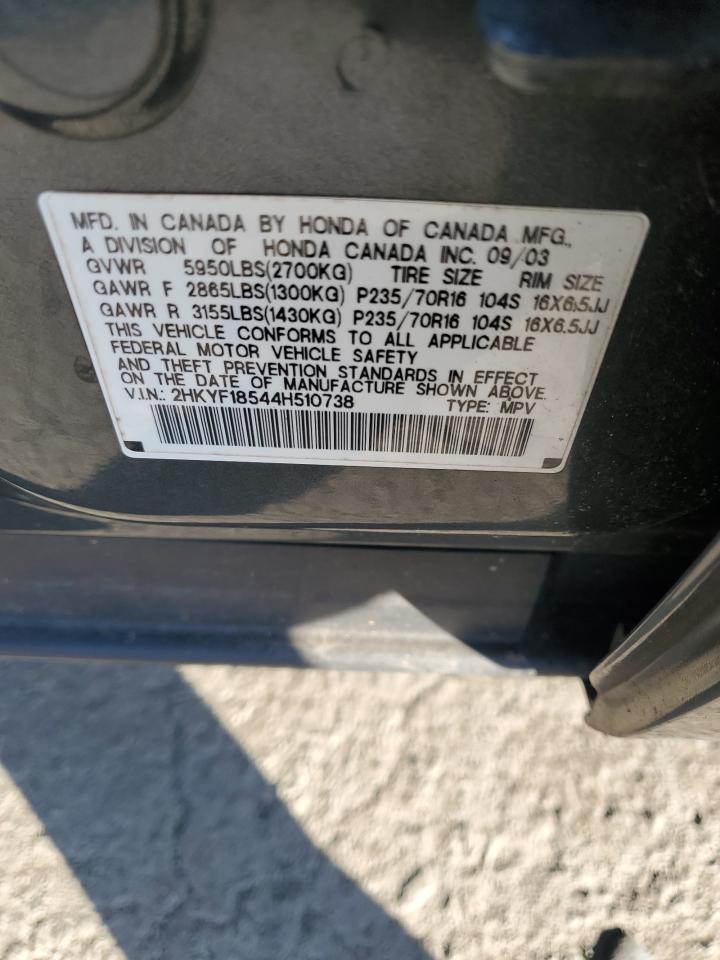 MFD. IN CANADA BY HONDA OF CANADA MFG.,
A DIVISION OF HONDA CANADA INC. 09/03
GVWR 5950LBS(2700KG) TIRE SIZE RIM SIZE
GAWR F 2865LBS(1300KG) P235/70R16 104S 16X6.5JJ
GAWR R 3155LBS(1430KG) P235/70R16 104S 16X6.5JJ
THIS VEHICLE CONFORMS TO ALL APPLICABLE
FEDERAL MOTOR VEHICLE SAFETY
AND THEFT PREVENTION STANDARDS IN EFFECT
ON THE DATE OF MANUFACTURE SHOWN ABOVE.
V.I.N.: 2HKYF18544H510738 TYPE: MPV